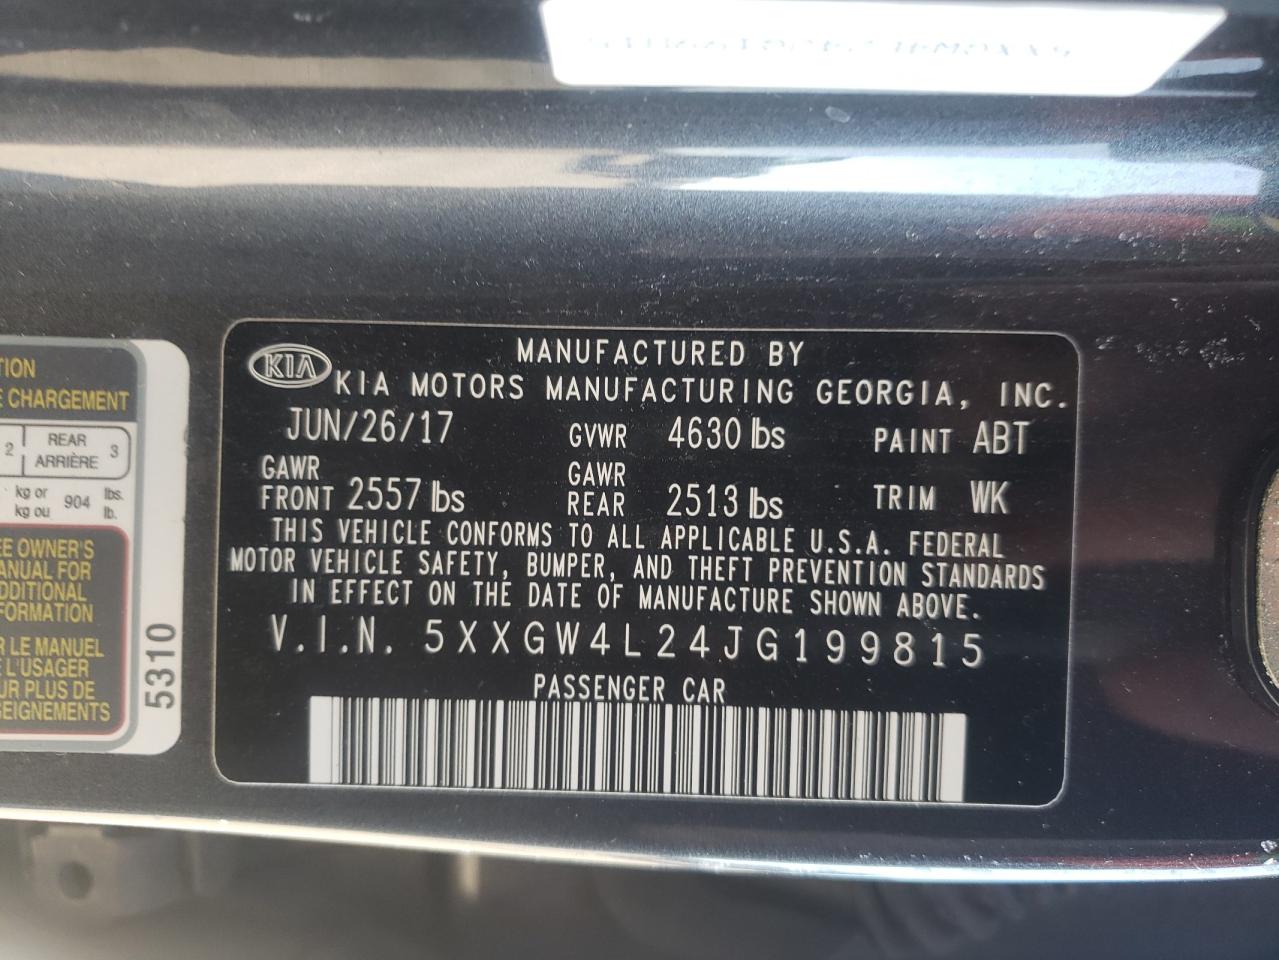 TION
E CHARGEMENT
2 REAR ARRIÈRE 3
kg or kg ou 904 lbs. lb.
EE OWNER'S
ANUAL FOR
DDITIONAL
FORMATION
R LE MANUEL
E L'USAGER
UR PLUS DE
SEIGNEMENTS
5310
MANUFACTURED BY
KIA KIA MOTORS MANUFACTURING GEORGIA, INC.
JUN/26/17 GVWR 4630 lbs PAINT ABT
GAWR FRONT 2557 lbs GAWR REAR 2513 lbs TRIM WK
THIS VEHICLE CONFORMS TO ALL APPLICABLE U.S.A. FEDERAL
MOTOR VEHICLE SAFETY, BUMPER, AND THEFT PREVENTION STANDARDS
IN EFFECT ON THE DATE OF MANUFACTURE SHOWN ABOVE.
V.I.N. 5XXGW4L24JG199815
PASSENGER CAR